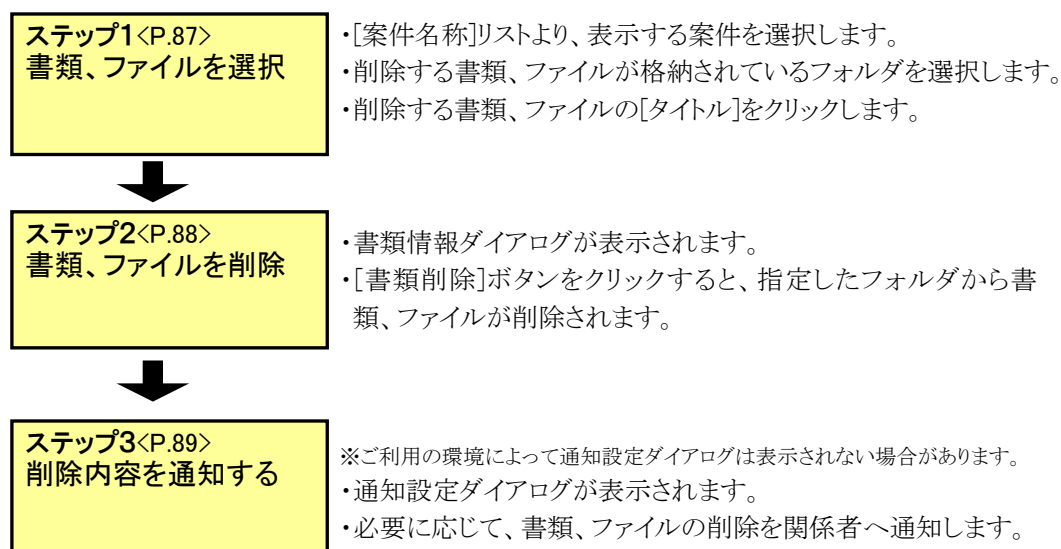 ステップ1<P.87>
書類、ファイルを選択
・[案件名称]リストより、表示する案件を選択します。
・削除する書類、ファイルが格納されているフォルダを選択します。
・削除する書類、ファイルの[タイトル]をクリックします。
ステップ2<P.88>
書類、ファイルを削除
・書類情報ダイアログが表示されます。
・[書類削除]ボタンをクリックすると、指定したフォルダから書
類、ファイルが削除されます。
ステップ3<P.89>
削除内容を通知する
※ご利用の環境によって通知設定ダイアログは表示されない場合があります。
・通知設定ダイアログが表示されます。
・必要に応じて、書類、ファイルの削除を関係者へ通知します。